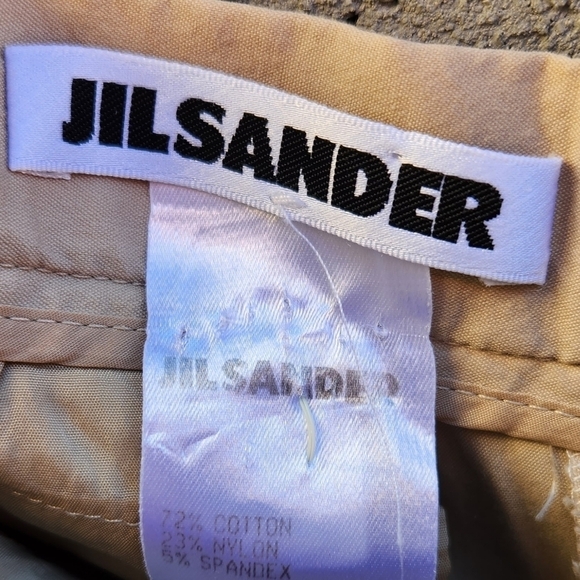 JILSANDER
JILSANDER
72% COTTON
23% NYLON
5% SPANDEX